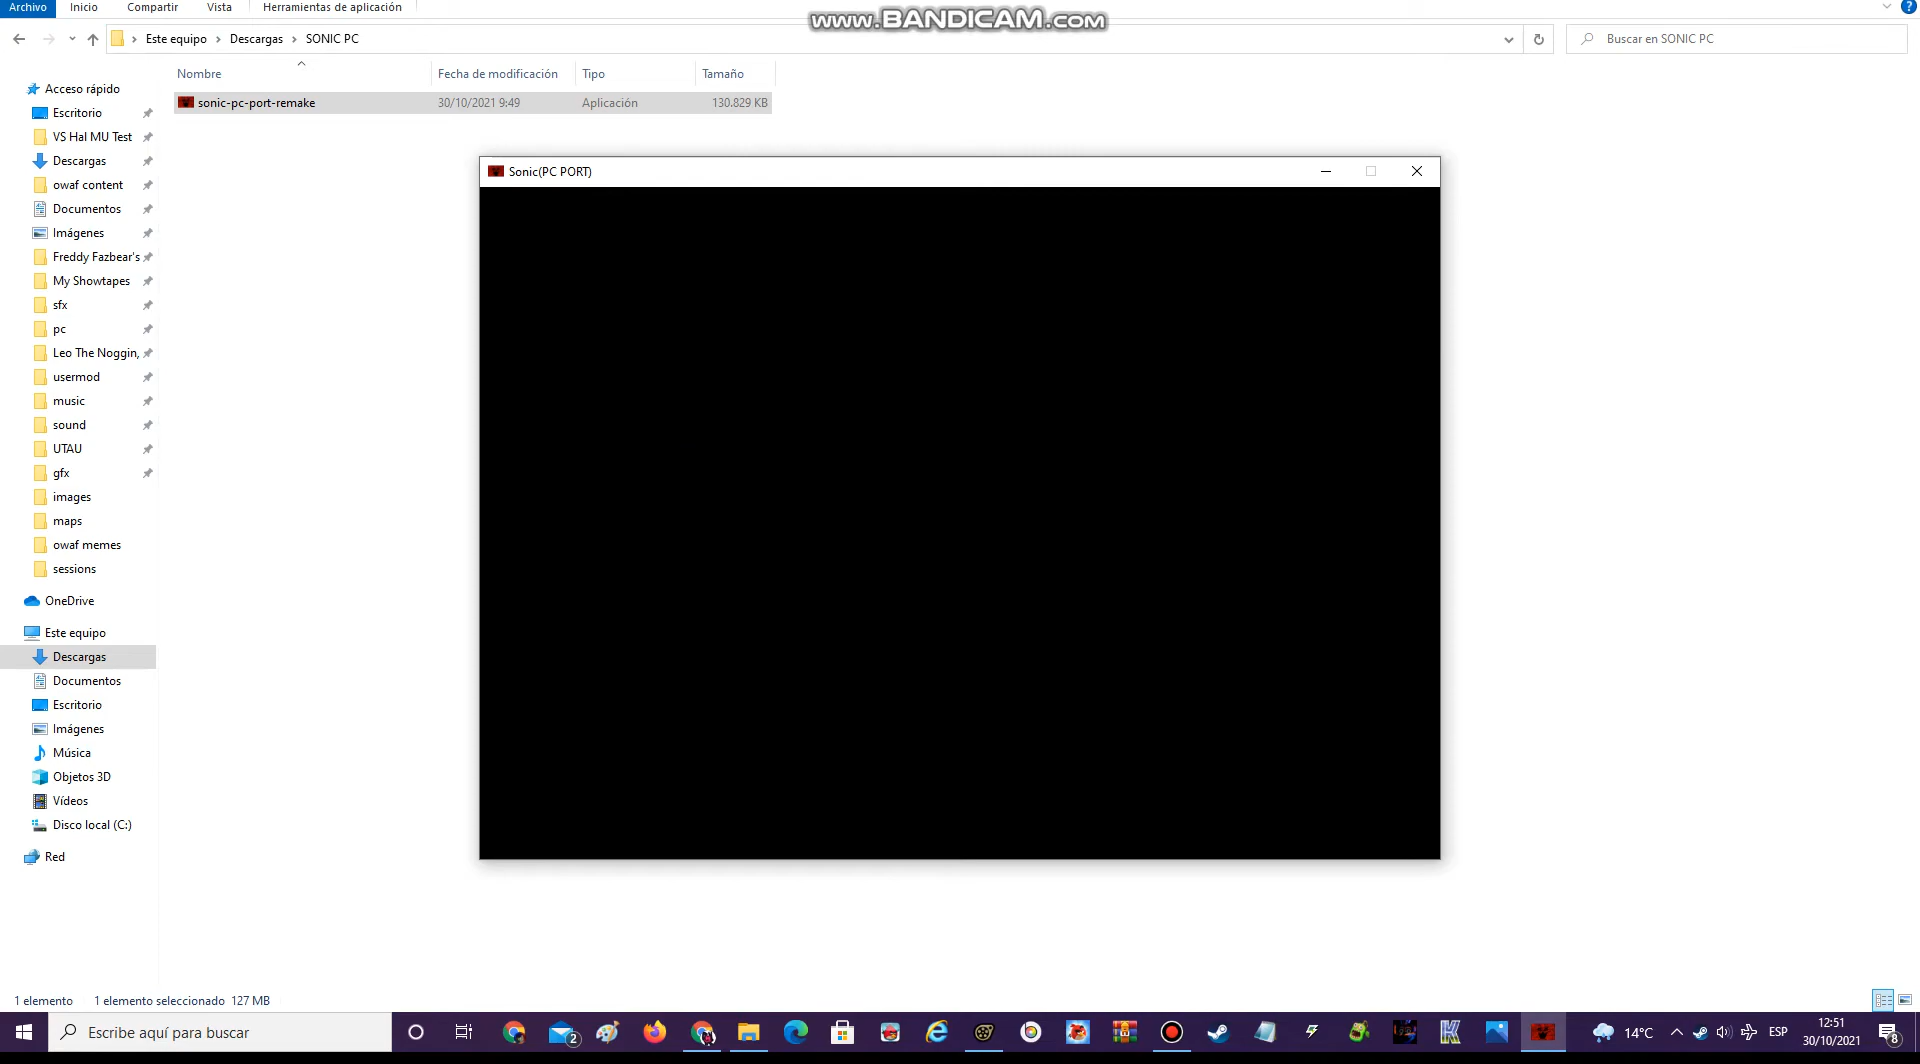 Archivo Inicio Compartir Vista Herramientas de aplicación
www.BANDICAM.com
Este equipo > Descargas > SONIC PC
Buscar en SONIC PC
Nombre Fecha de modificación Tipo Tamaño
sonic-pc-port-remake 30/10/2021 9:49 Aplicación 130.829 KB
Acceso rápido
Escritorio
VS Hal MU Test
Descargas
owaf content
Documentos
Imágenes
Freddy Fazbear's
My Showtapes
sfx
pc
Leo The Noggin,
usermod
music
sound
UTAU
gfx
images
maps
owaf memes
sessions
OneDrive
Este equipo
Descargas
Documentos
Escritorio
Imágenes
Música
Objetos 3D
Vídeos
Disco local (C:)
Red
Sonic(PC PORT)
1 elemento 1 elemento seleccionado 127 MB
Escribe aquí para buscar
2
14°C
ESP
12:51
30/10/2021
8